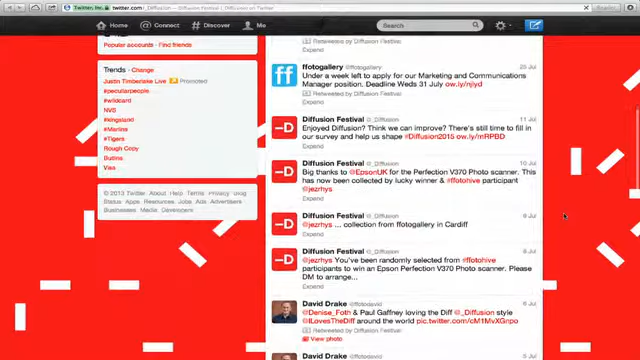 Twitter, Inc. twitter.com/_Diffusion — Diffusion Festival (_Diffusion) on Twitter
Home @ Connect # Discover Me Search
Popular accounts · Find friends
Trends · Change
Justin Timberlake Live Promoted
#peculiarpeople
#wildcard
NVS
#kingsland
#Marlins
#Tigers
Rough Copy
Butlins
Visa
© 2013 Twitter About Help Terms Privacy Blog
Status Apps Resources Jobs Ads Advertisers
Businesses Media Developers
Retweeted by Diffusion Festival
Expand
ffotogallery @ffotogallery 25 Jul
Under a week left to apply for our Marketing and Communications
Manager position. Deadline Weds 31 July ow.ly/njiyd
Retweeted by Diffusion Festival
Expand
Diffusion Festival @_Diffusion 11 Jul
Enjoyed Diffusion? Think we can improve? There's still time to fill in
our survey and help us shape #Diffusion2015 ow.ly/mRPBD
Expand
Diffusion Festival @_Diffusion 10 Jul
Big thanks to @EpsonUK for the Perfection V370 Photo scanner. This
has now been collected by lucky winner & #ffotohive participant
@jezrhys
Expand
Diffusion Festival @_Diffusion 9 Jul
@jezrhys ... collection from ffotogallery in Cardiff
Expand
Diffusion Festival @_Diffusion 9 Jul
@jezrhys You've been randomly selected from #ffotohive
participants to win an Epson Perfection V370 Photo scanner. Please
DM to arrange...
Expand
David Drake @ffotodavid 6 Jul
@Denise_Foth & Paul Gaffney loving the Diff @_Diffusion style
@ILovesTheDiff around the world pic.twitter.com/cM1MvXGnpo
Retweeted by Diffusion Festival
View photo
David Drake @ffotodavid 5 Jul